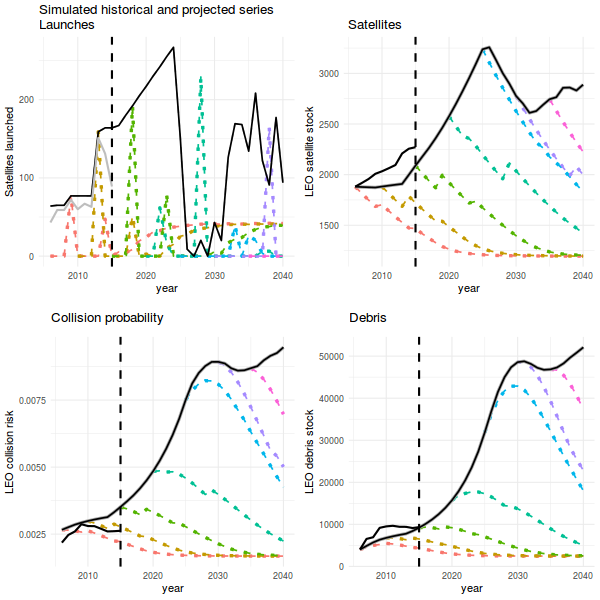 Simulated historical and projected series
Launches
Satellites launched
200
100
0
2010
2020
2030
2040
year
Satellites
LEO satellite stock
3000
2500
2000
1500
2010
2020
2030
2040
year
Collision probability
LEO collision risk
0.0075
0.0050
0.0025
2010
2020
2030
2040
year
Debris
LEO debris stock
50000
40000
30000
20000
10000
0
2010
2020
2030
2040
year